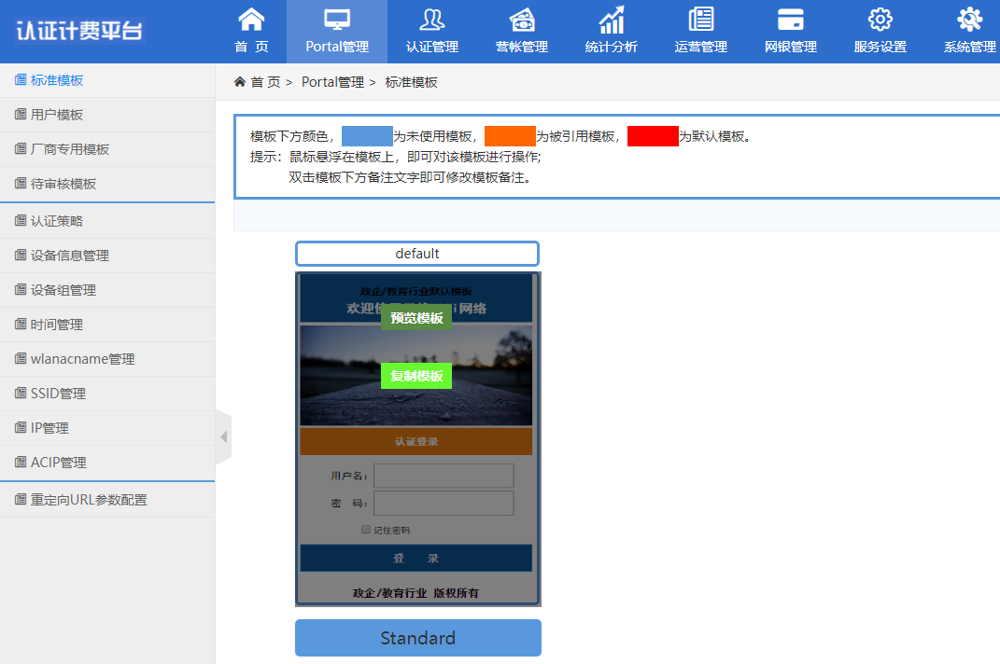 认证计费平台
首 页
Portal管理
认证管理
营帐管理
统计分析
运营管理
网银管理
服务设置
系统管理
标准模板
用户模板
厂商专用模板
待审核模板
认证策略
设备信息管理
设备组管理
时间管理
wlanacname管理
SSID管理
IP管理
ACIP管理
重定向URL参数配置
首 页 > Portal管理 > 标准模板
模板下方颜色，为未使用模板，为被引用模板，为默认模板。
提示：鼠标悬浮在模板上，即可对该模板进行操作;
双击模板下方备注文字即可修改模板备注。
default
政企/教育行业默认模板
欢迎 网络
预览模板
复制模板
认证登录
用户名：
密 码：
记住密码
登 录
政企/教育行业 版权所有
Standard